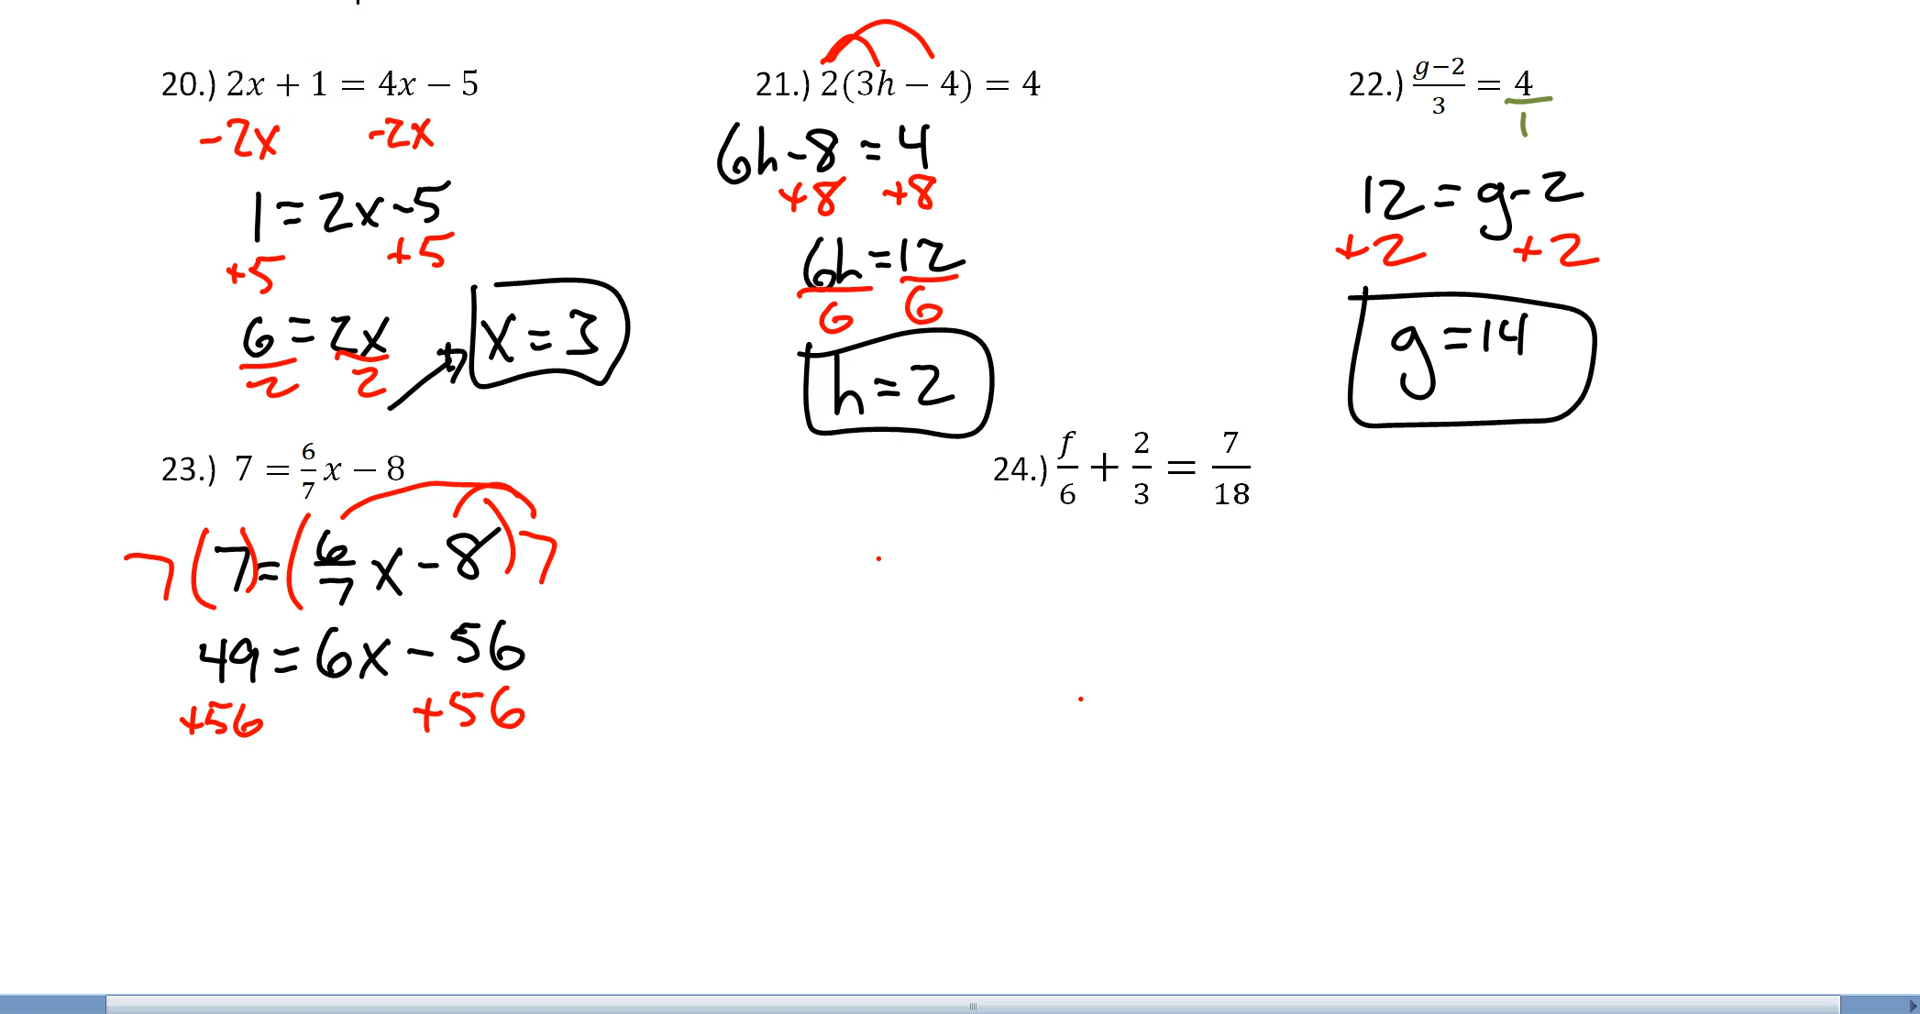 20.) 2x + 1 = 4x − 5
-2x -2x
1 = 2x - 5
+5 +5
6 = 2x
2 2
x = 3
21.) 2(3h − 4) = 4
6h - 8 = 4
+8 +8
6h = 12
6 6
h = 2
22.) g−2/3 = 4/1
12 = g - 2
+2 +2
g = 14
23.) 7 = 6/7 x − 8
7(7) = (6/7 x - 8)7
49 = 6x - 56
+56 +56
24.) f/6 + 2/3 = 7/18